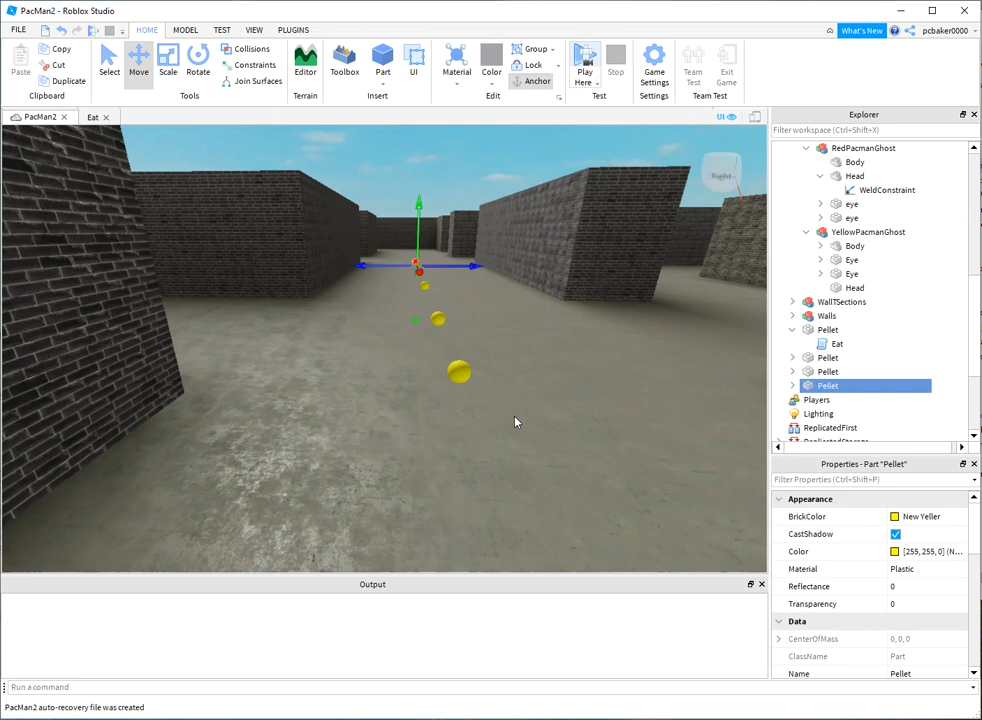 PacMan2 - Roblox Studio
FILE HOME MODEL TEST VIEW PLUGINS What's New pcbaker0000
Paste Copy Cut Duplicate
Clipboard
Select Move Scale Rotate Collisions Constraints Join Surfaces
Tools
Editor
Terrain
Toolbox Part UI
Insert
Material Color Group Lock Anchor
Edit
Play Here Stop
Test
Game Settings
Settings
Team Test Exit Game
Team Test
PacMan2 Eat UI
Right
Explorer
Filter workspace (Ctrl+Shift+X)
RedPacmanGhost
Body
Head
WeldConstraint
eye
eye
YellowPacmanGhost
Body
Eye
Eye
Head
WallTSections
Walls
Pellet
Eat
Pellet
Pellet
Pellet
Players
Lighting
ReplicatedFirst
ReplicatedStorage
Properties - Part "Pellet"
Filter Properties (Ctrl+Shift+P)
Appearance
BrickColor New Yeller
CastShadow
Color [255, 255, 0] (N...
Material Plastic
Reflectance 0
Transparency 0
Data
CenterOfMass 0, 0, 0
ClassName Part
Name Pellet
Output
Run a command
PacMan2 auto-recovery file was created